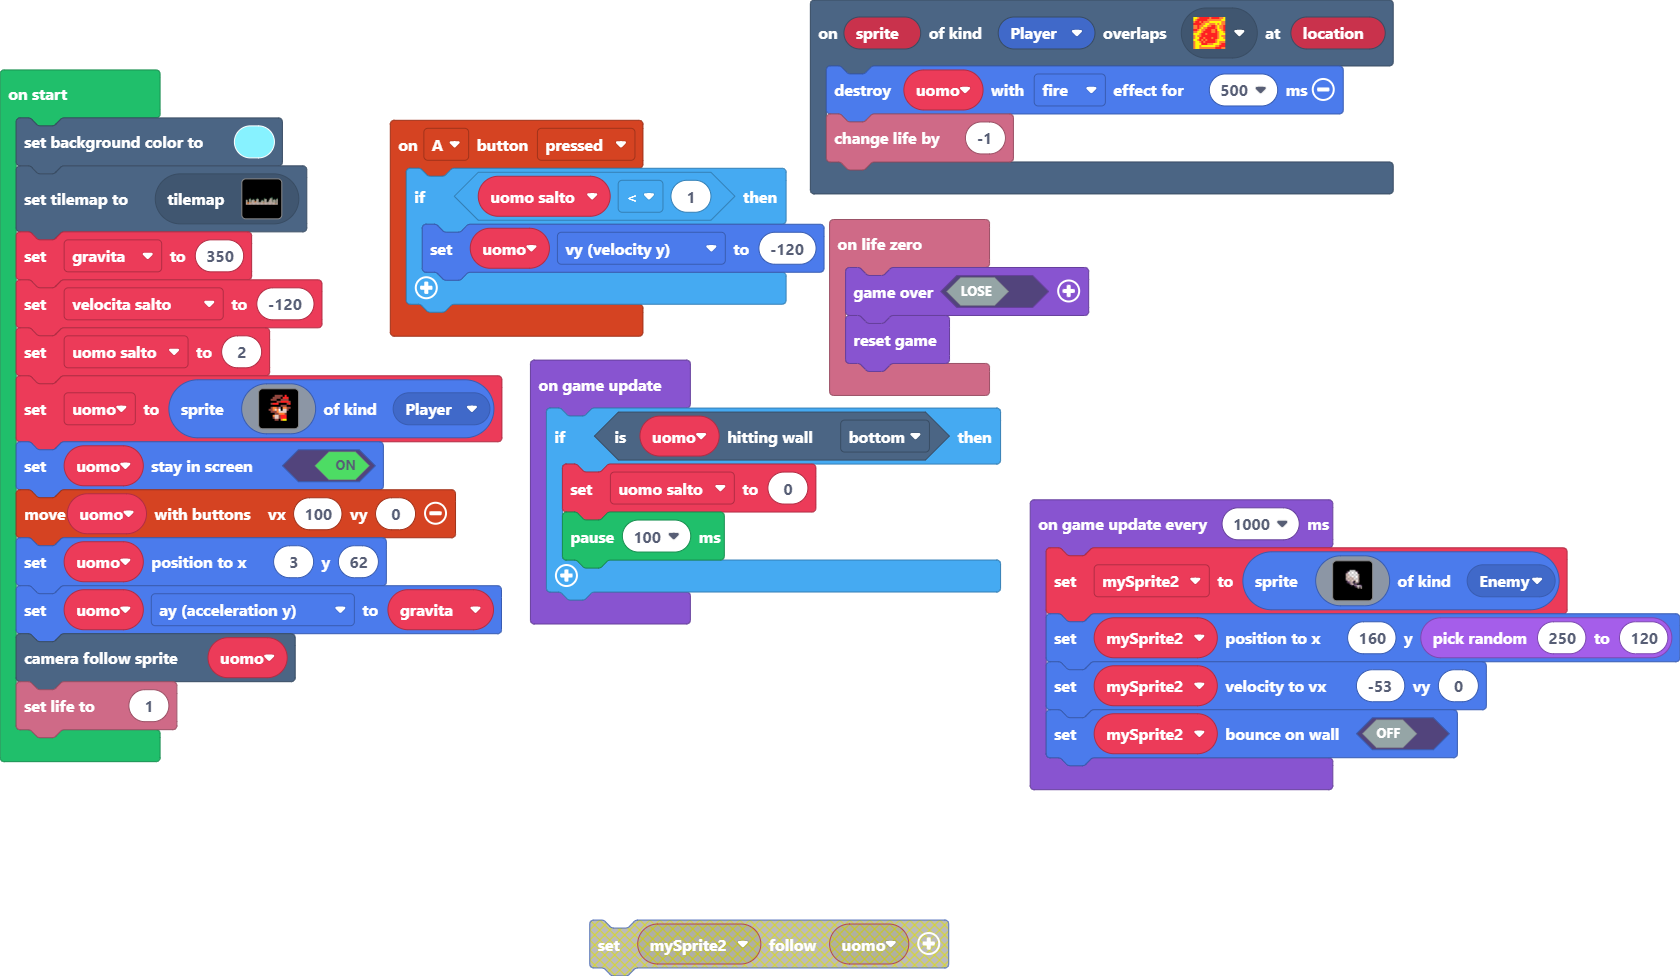 on start
set background color to
set tilemap to tilemap
set gravita to 350
set velocita salto to -120
set uomo salto to 2
set uomo to sprite of kind Player
set uomo stay in screen ON
move uomo with buttons vx 100 vy 0
set uomo position to x 3 y 62
set uomo ay (acceleration y) to gravita
camera follow sprite uomo
set life to 1
on A button pressed
if uomo salto < 1 then
set uomo vy (velocity y) to -120
on game update
if is uomo hitting wall bottom then
set uomo salto to 0
pause 100 ms
on sprite of kind Player overlaps at location
destroy uomo with fire effect for 500 ms
change life by -1
on life zero
game over LOSE
reset game
on game update every 1000 ms
set mySprite2 to sprite of kind Enemy
set mySprite2 position to x 160 y pick random 250 to 120
set mySprite2 velocity to vx -53 vy 0
set mySprite2 bounce on wall OFF
set mySprite2 follow uomo